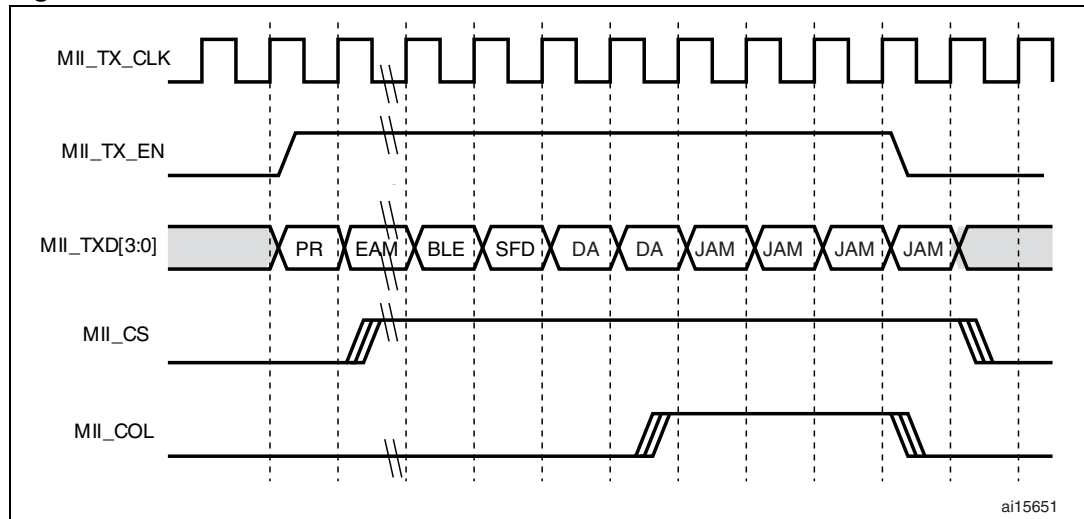 MII_TX_CLK
MII_TX_EN
MII_TXD[3:0] PR EAM BLE SFD DA DA JAM JAM JAM JAM
MII_CS
MII_COL
ai15651